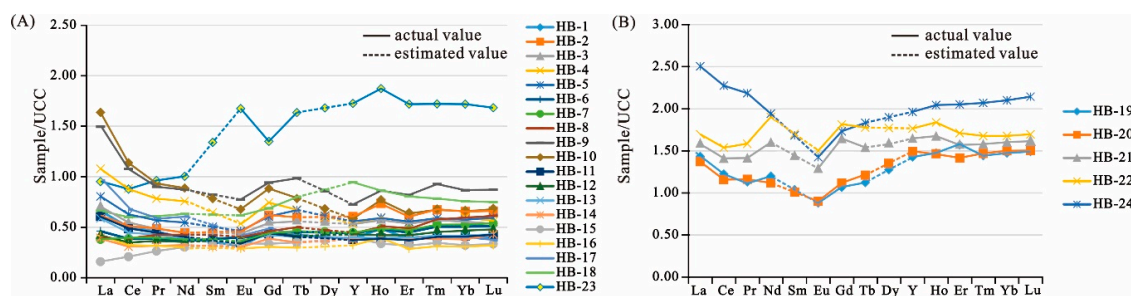 (A)
2.50
2.00
1.50
1.00
0.50
0.00
Sample/UCC
actual value
estimated value
La Ce Pr Nd Sm Eu Gd Tb Dy Y Ho Er Tm Yb Lu
HB-1
HB-2
HB-3
HB-4
HB-5
HB-6
HB-7
HB-8
HB-9
HB-10
HB-11
HB-12
HB-13
HB-14
HB-15
HB-16
HB-17
HB-18
HB-23
(B)
3.00
2.50
2.00
1.50
1.00
0.50
0.00
Sample/UCC
actual value
estimated value
La Ce Pr Nd Sm Eu Gd Tb Dy Y Ho Er Tm Yb Lu
HB-19
HB-20
HB-21
HB-22
HB-24